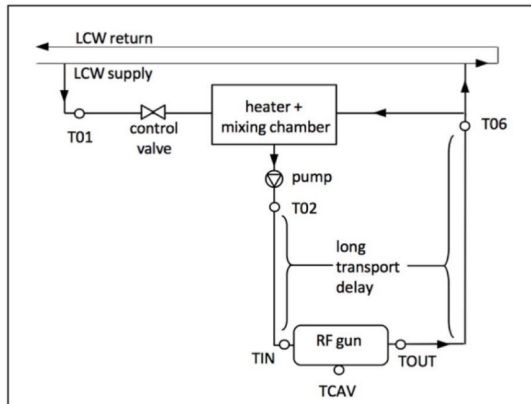 LCW return
LCW supply
heater +
mixing chamber
T01
control
valve
T06
pump
T02
long
transport
delay
RF gun
TIN
TOUT
TCAV